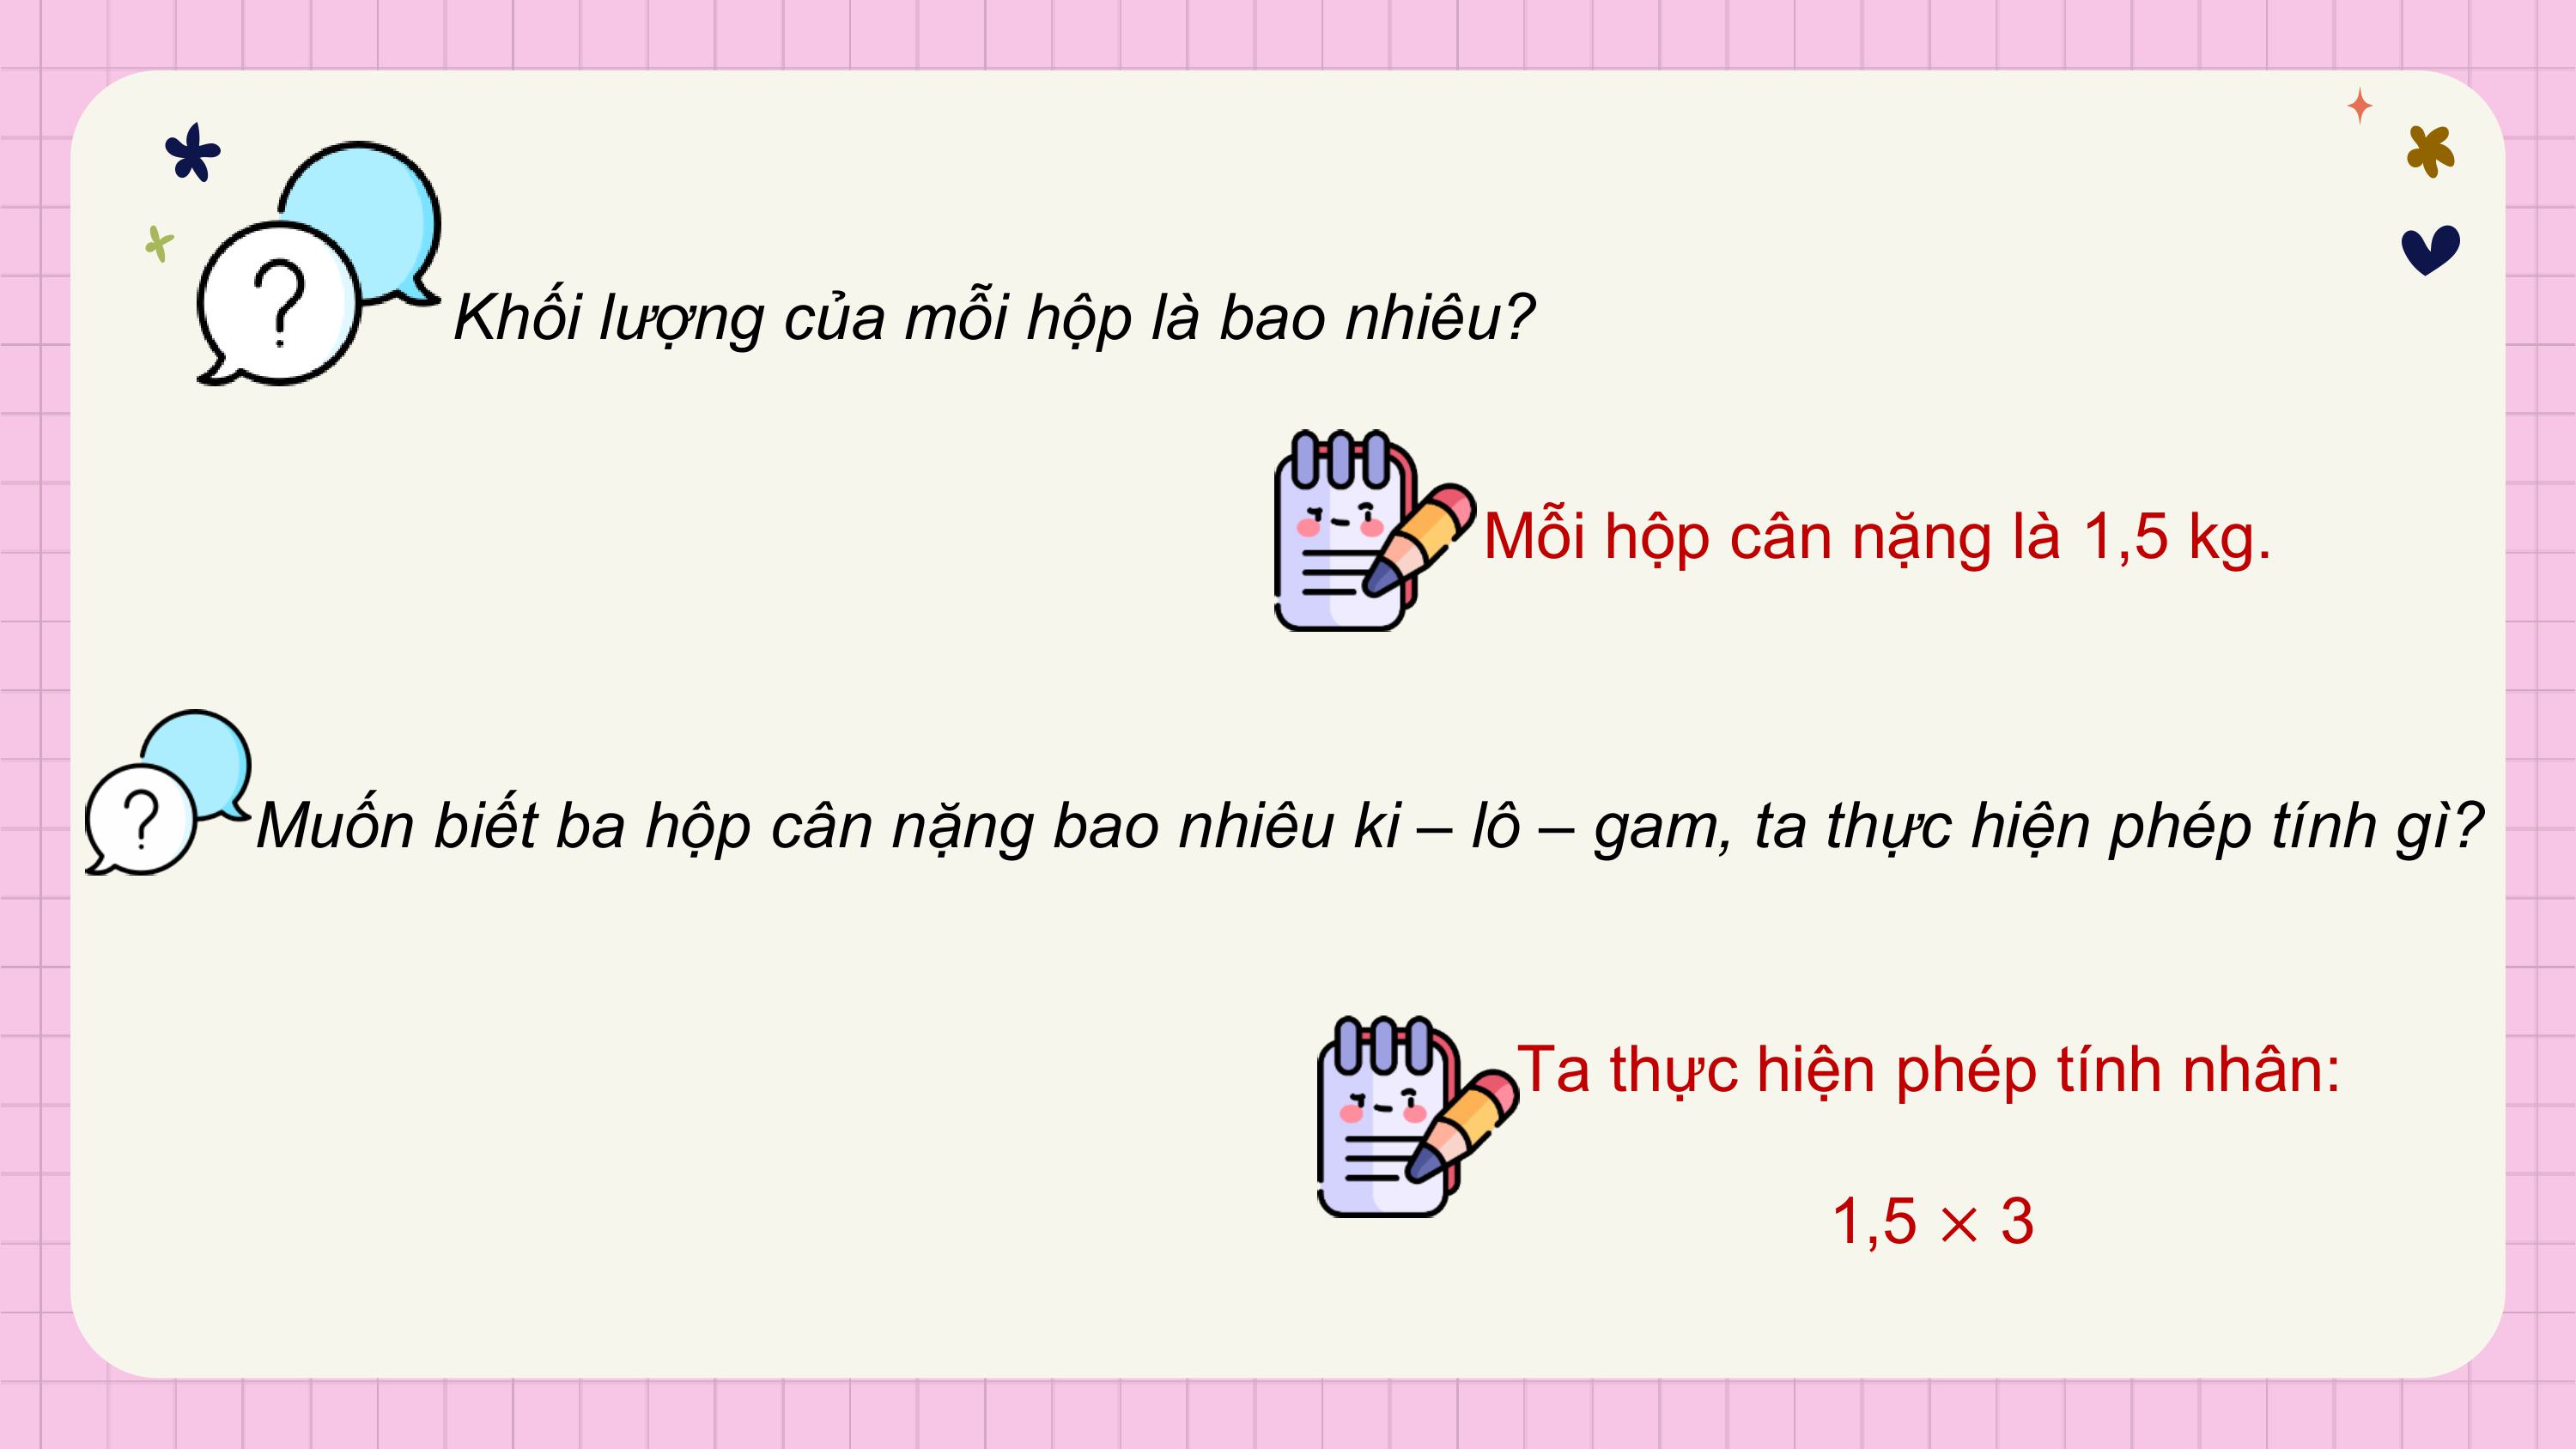 Khối lượng của mỗi hộp là bao nhiêu?
Mỗi hộp cân nặng là 1,5 kg.
Muốn biết ba hộp cân nặng bao nhiêu ki – lô – gam, ta thực hiện phép tính gì?
Ta thực hiện phép tính nhân:
1,5 × 3